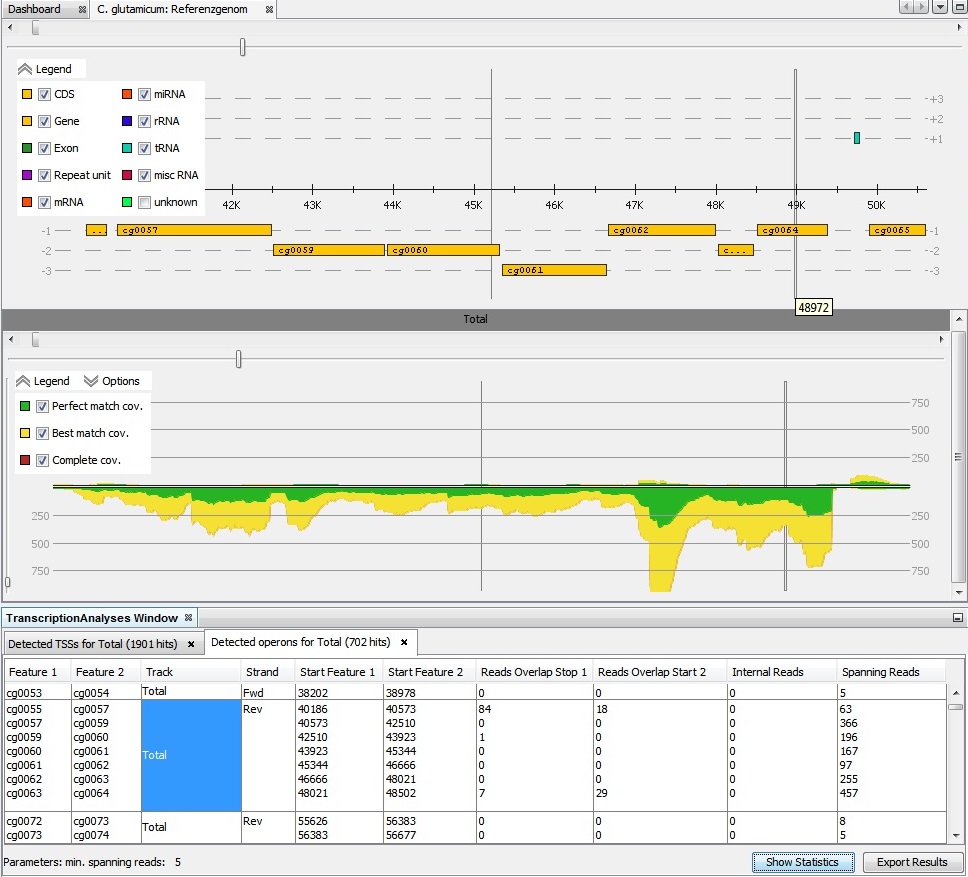 Dashboard C. glutamicum: Referenzgenom
Legend
CDS miRNA
Gene rRNA
Exon tRNA
Repeat unit misc RNA
mRNA unknown
+3
+2
+1
42K 43K 44K 45K 46K 47K 48K 49K 50K
-1 ... cg0057 cg0062 cg0064 cg0065 -1
-2 cg0059 cg0060 c... -2
-3 cg0061 -3
48972
Total
Legend Options
Perfect match cov.
Best match cov.
Complete cov.
750
500
250
250 250
500 500
750 750
TranscriptionAnalyses Window
Detected TSSs for Total (1901 hits) Detected operons for Total (702 hits)
Feature 1 Feature 2 Track Strand Start Feature 1 Start Feature 2 Reads Overlap Stop 1 Reads Overlap Start 2 Internal Reads Spanning Reads
cg0053 cg0054 Total Fwd 38202 38978 0 0 0 5
cg0055 cg0057 Rev 40186 40573 84 18 0 63
cg0057 cg0059 40573 42510 0 0 0 366
cg0059 cg0060 42510 43923 1 0 0 196
cg0060 cg0061 Total 43923 45344 0 0 0 167
cg0061 cg0062 45344 46666 0 0 0 97
cg0062 cg0063 46666 48021 0 0 0 255
cg0063 cg0064 48021 48502 7 29 0 457
cg0072 cg0073 Total Rev 55626 56383 0 0 0 8
cg0073 cg0074 56383 56677 0 0 0 5
Parameters: min. spanning reads: 5 Show Statistics Export Results